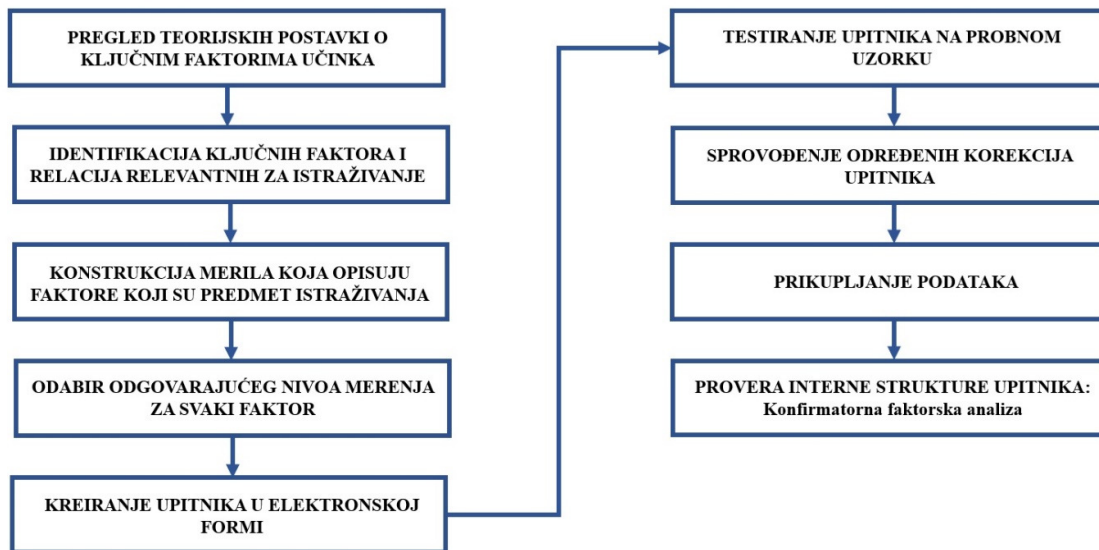 PREGLED TEORIJSKIH POSTAVKI O
KLJUČNIM FAKTORIMA UČINKA
IDENTIFIKACIJA KLJUČNIH FAKTORA I
RELACIJA RELEVANTNIH ZA ISTRAŽIVANJE
KONSTRUKCIJA MERILA KOJA OPISUJU
FAKTORE KOJI SU PREDMET ISTRAŽIVANJA
ODABIR ODGOVARAJUĆEG NIVOA MERENJA
ZA SVAKI FAKTOR
KREIRANJE UPITNIKA U ELEKTRONSKOJ
FORMI
TESTIRANJE UPITNIKA NA PROBNOM
UZORKU
SPROVOĐENJE ODREĐENIH KOREKCIJA
UPITNIKA
PRIKUPLJANJE PODATAKA
PROVERA INTERNE STRUKTURE UPITNIKA:
Konfirmatorna faktorska analiza